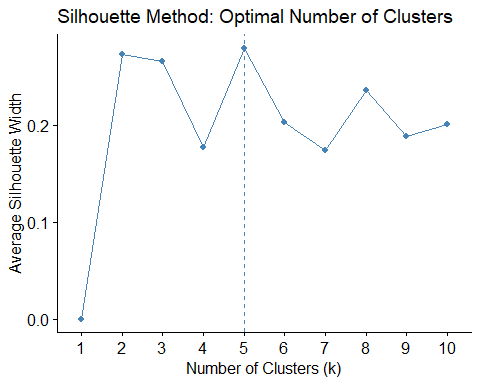 Silhouette Method: Optimal Number of Clusters
Average Silhouette Width
0.2
0.1
0.0
1 2 3 4 5 6 7 8 9 10
Number of Clusters (k)